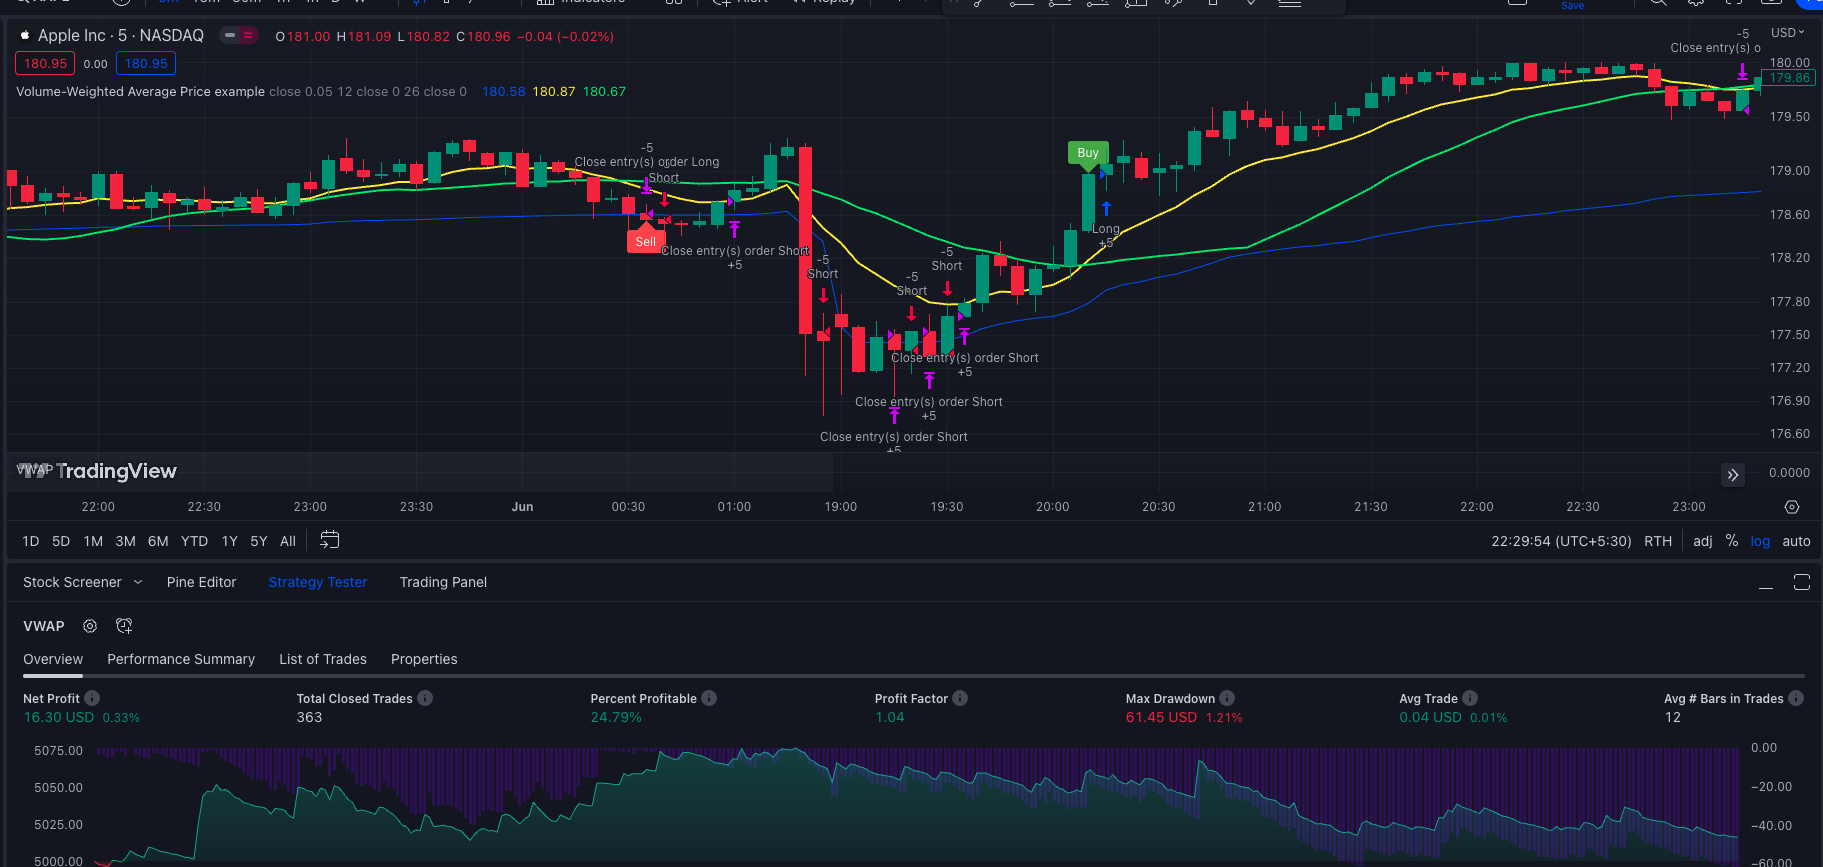 Indicators
Alert
Replay
Save
Apple Inc · 5 · NASDAQ
O181.00 H181.09 L180.82 C180.96 −0.04 (−0.02%)
USD
180.95 0.00 180.95
Volume-Weighted Average Price example close 0.05 12 close 0 26 close 0 180.58 180.87 180.67
-5
Close entry(s) o
180.00
179.86
179.50
179.00
178.60
178.20
177.80
177.50
177.20
176.90
176.60
0.0000
-5
Close entry(s) order Long
Short
Sell
Close entry(s) order Short
+5
-5
Short
-5
Short
-5
Short
Buy
Long
+5
Close entry(s) order Short
+5
Close entry(s) order Short
+5
Close entry(s) order Short
+5
VWAP
TradingView
22:00 22:30 23:00 23:30 Jun 00:30 01:00 19:00 19:30 20:00 20:30 21:00 21:30 22:00 22:30 23:00
1D 5D 1M 3M 6M YTD 1Y 5Y All
22:29:54 (UTC+5:30) RTH adj % log auto
Stock Screener Pine Editor Strategy Tester Trading Panel
VWAP
Overview Performance Summary List of Trades Properties
Net Profit Total Closed Trades Percent Profitable Profit Factor Max Drawdown Avg Trade Avg # Bars in Trades
16.30 USD 0.33% 363 24.79% 1.04 61.45 USD 1.21% 0.04 USD 0.01% 12
5075.00 0.00
5050.00 −20.00
5025.00 −40.00
5000.00 −60.00